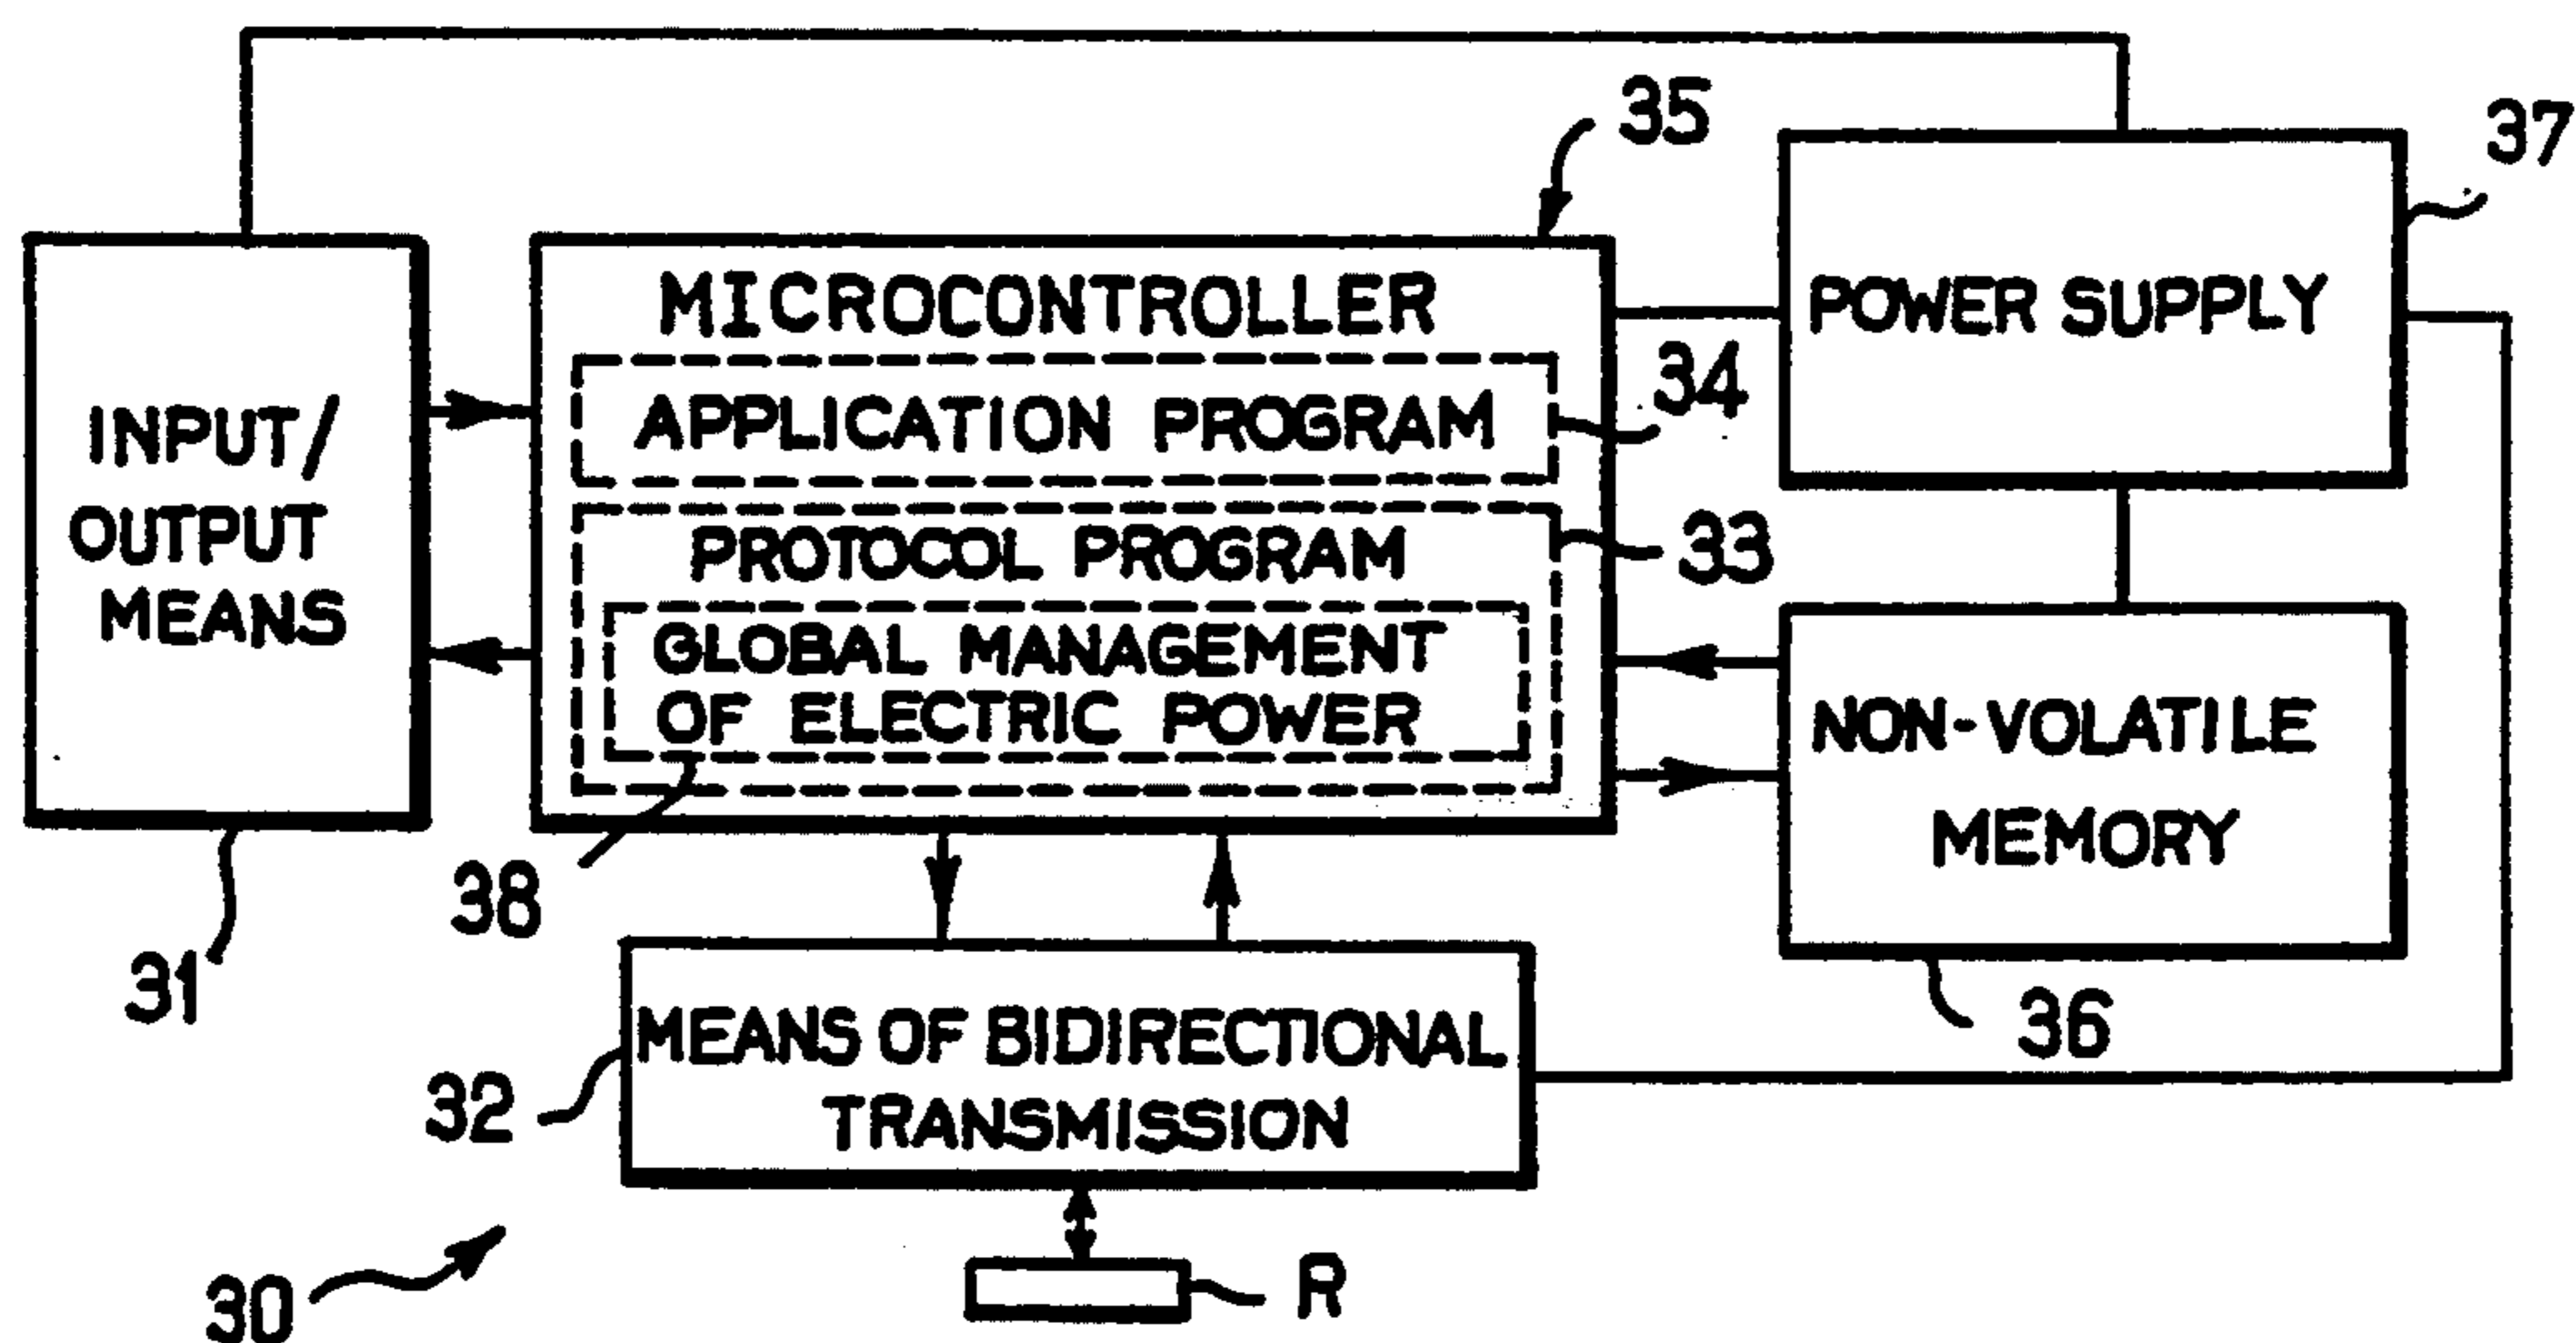 35
37
MICROCONTROLLER
POWER SUPPLY
34
APPLICATION PROGRAM
INPUT/
OUTPUT
MEANS
PROTOCOL PROGRAM
33
GLOBAL MANAGEMENT
OF ELECTRIC POWER
NON-VOLATILE
MEMORY
38
31
36
MEANS OF BIDIRECTIONAL
TRANSMISSION
32
30
R